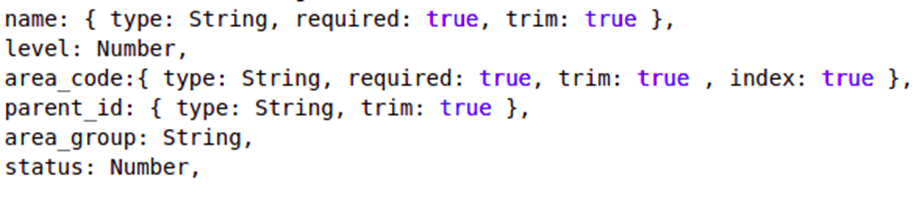 name: { type: String, required: true, trim: true },
level: Number,
area_code:{ type: String, required: true, trim: true , index: true },
parent_id: { type: String, trim: true },
area_group: String,
status: Number,